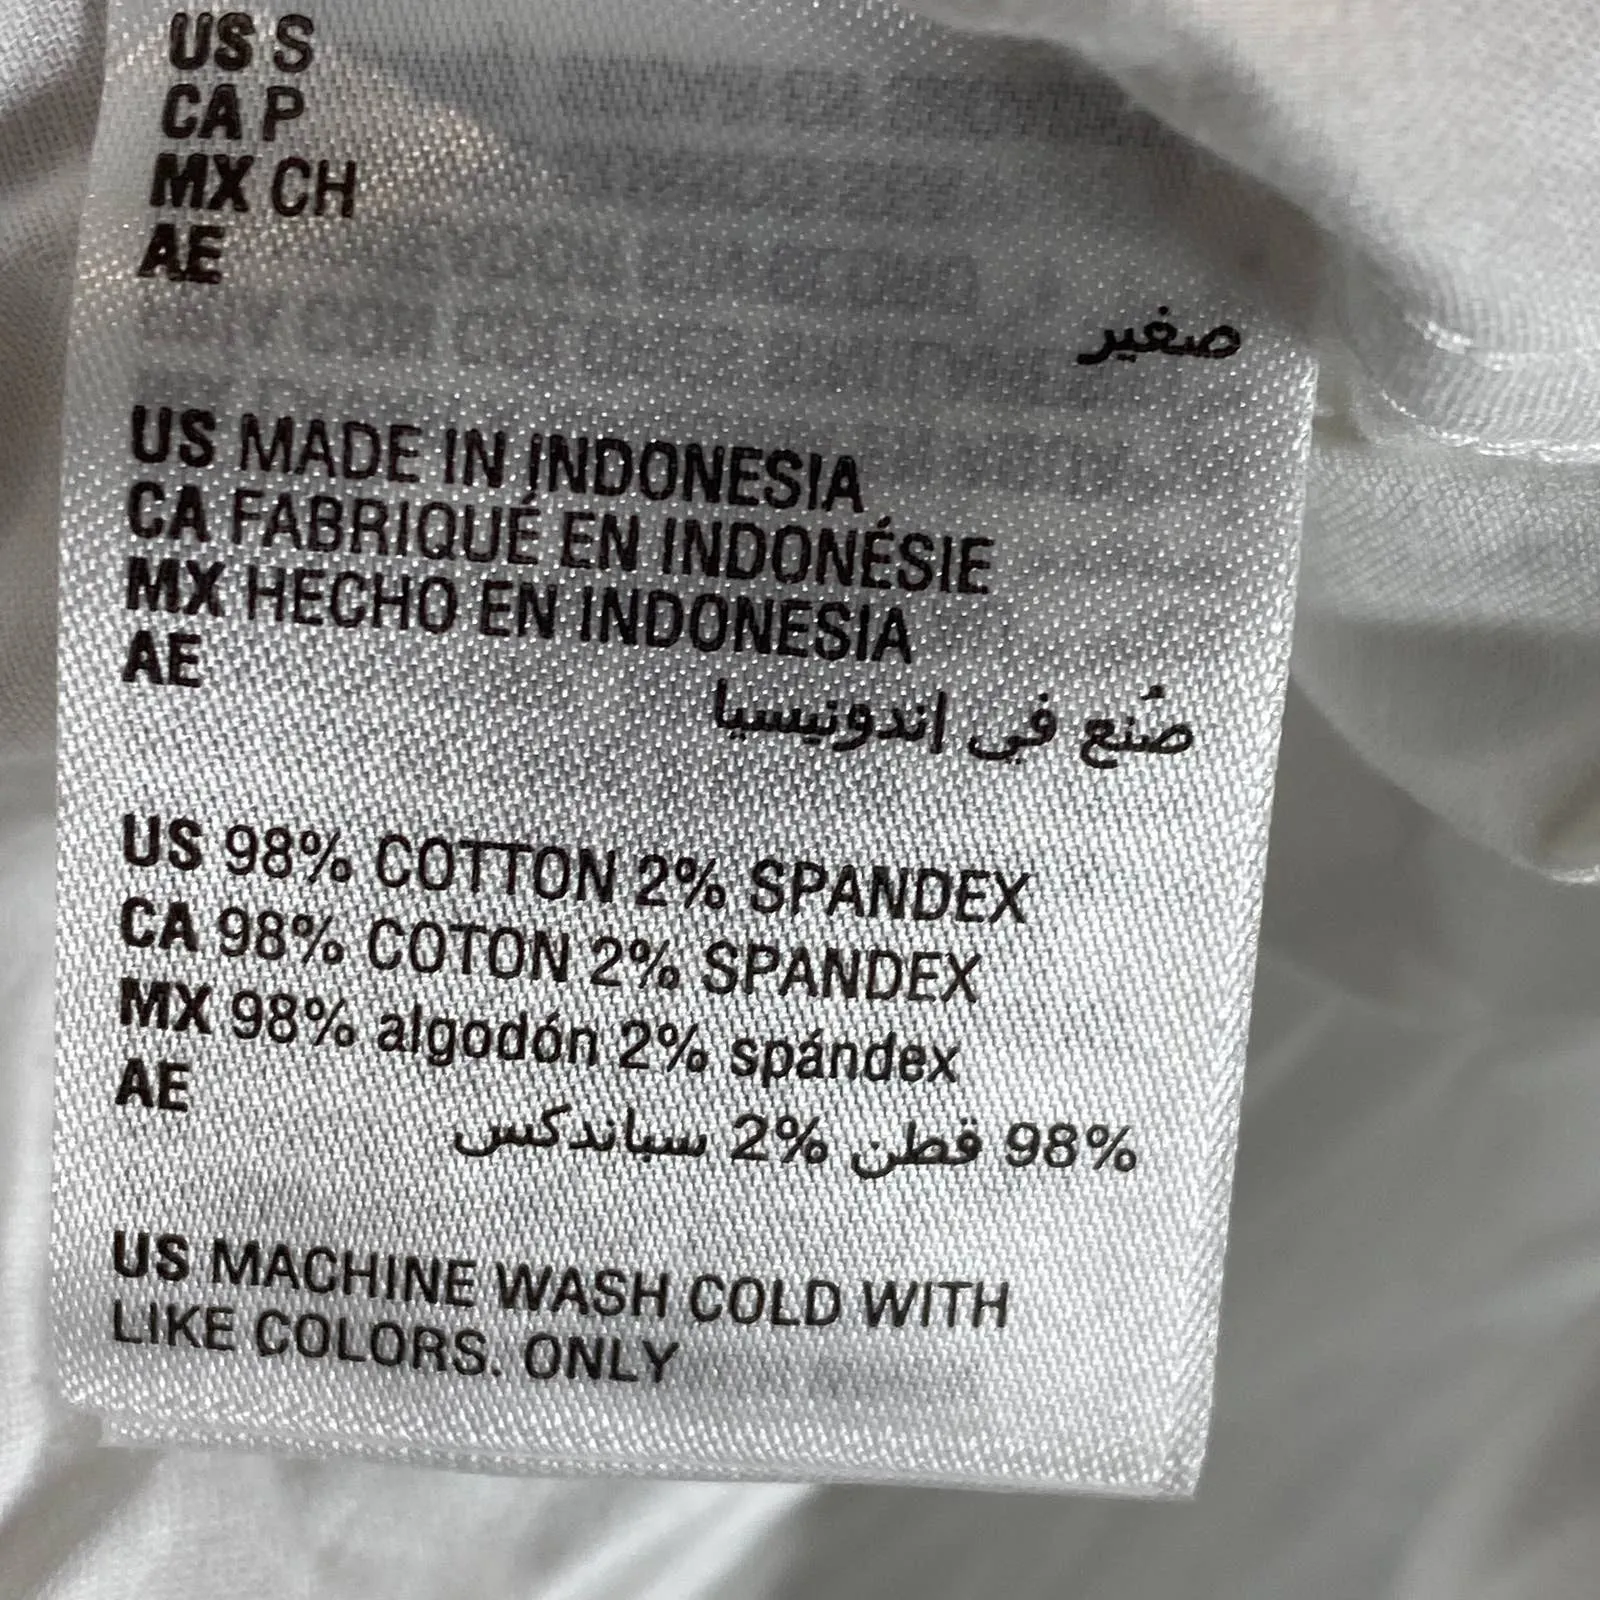 US S
CA P
MX CH
AE
صغير
US MADE IN INDONESIA
CA FABRIQUÉ EN INDONÉSIE
MX HECHO EN INDONESIA
AE
صُنع في إندونيسيا
US 98% COTTON 2% SPANDEX
CA 98% COTON 2% SPANDEX
MX 98% algodón 2% spándex
AE
98% قطن 2% سباندكس
US MACHINE WASH COLD WITH
LIKE COLORS. ONLY